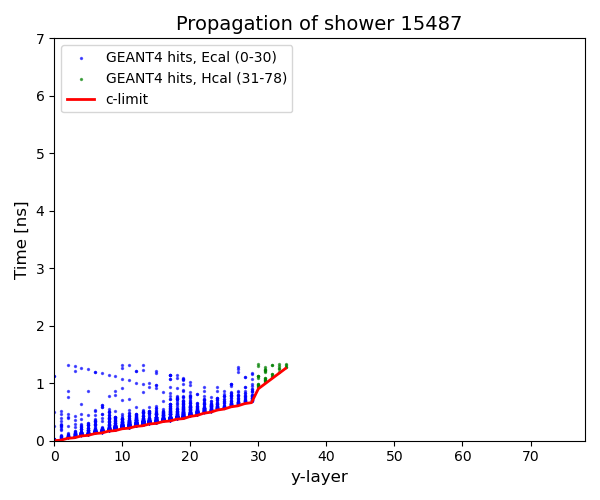 Propagation of shower 15487
GEANT4 hits, Ecal (0-30)
GEANT4 hits, Hcal (31-78)
c-limit
Time [ns]
7
6
5
4
3
2
1
0
0 10 20 30 40 50 60 70
y-layer